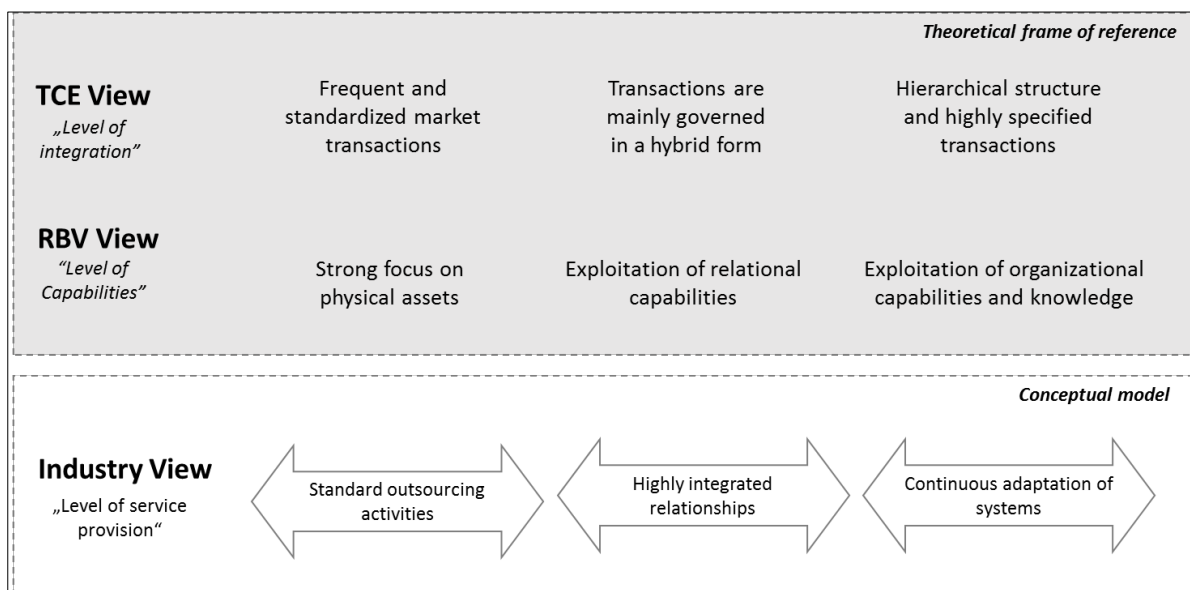 Theoretical frame of reference
TCE View
„Level of
integration”
Frequent and
standardized market
transactions
Transactions are
mainly governed
in a hybrid form
Hierarchical structure
and highly specified
transactions
RBV View
“Level of
Capabilities”
Strong focus on
physical assets
Exploitation of relational
capabilities
Exploitation of organizational
capabilities and knowledge
Conceptual model
Industry View
„Level of service
provision“
Standard outsourcing
activities
Highly integrated
relationships
Continuous adaptation of
systems